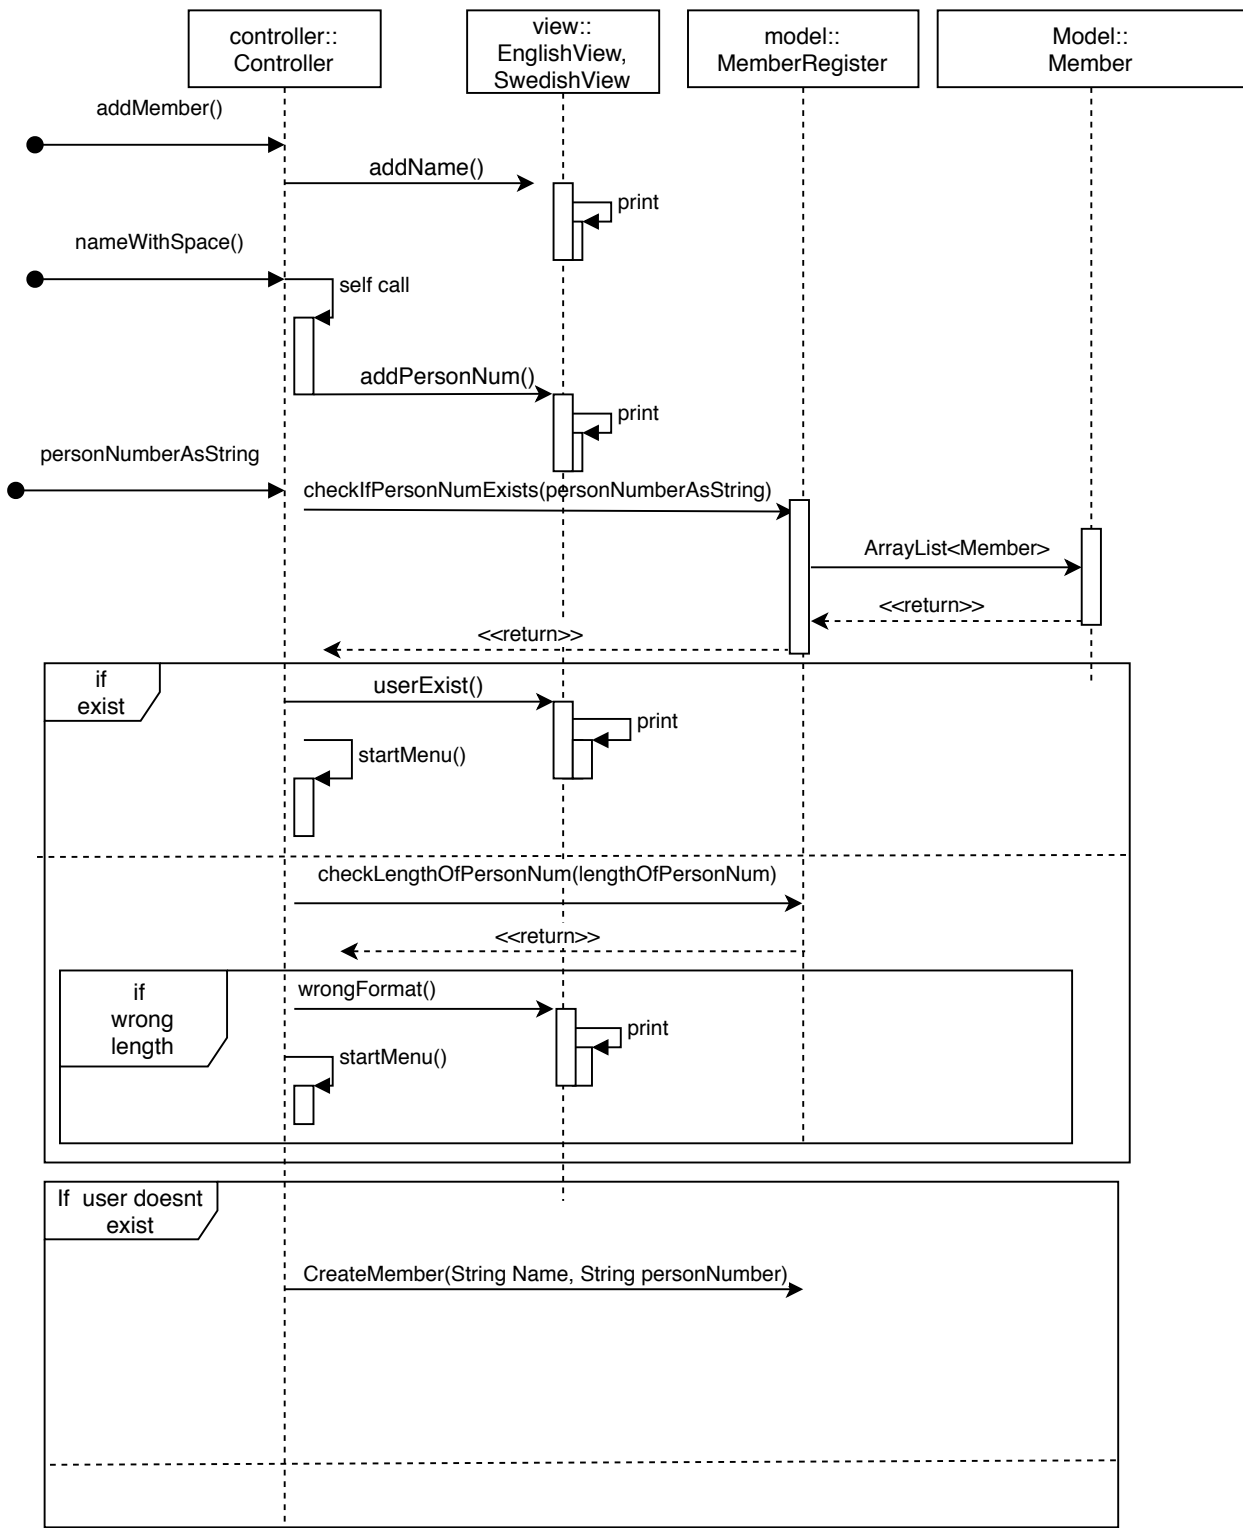 controller::
Controller
view::
EnglishView,
SwedishView
model::
MemberRegister
Model::
Member
addMember()
addName()
print
nameWithSpace()
self call
addPersonNum()
print
personNumberAsString
checkIfPersonNumExists(personNumberAsString)
ArrayList<Member>
<<return>>
<<return>>
if
exist
userExist()
print
startMenu()
checkLengthOfPersonNum(lengthOfPersonNum)
<<return>>
if
wrong
length
wrongFormat()
print
startMenu()
If user doesnt
exist
CreateMember(String Name, String personNumber)